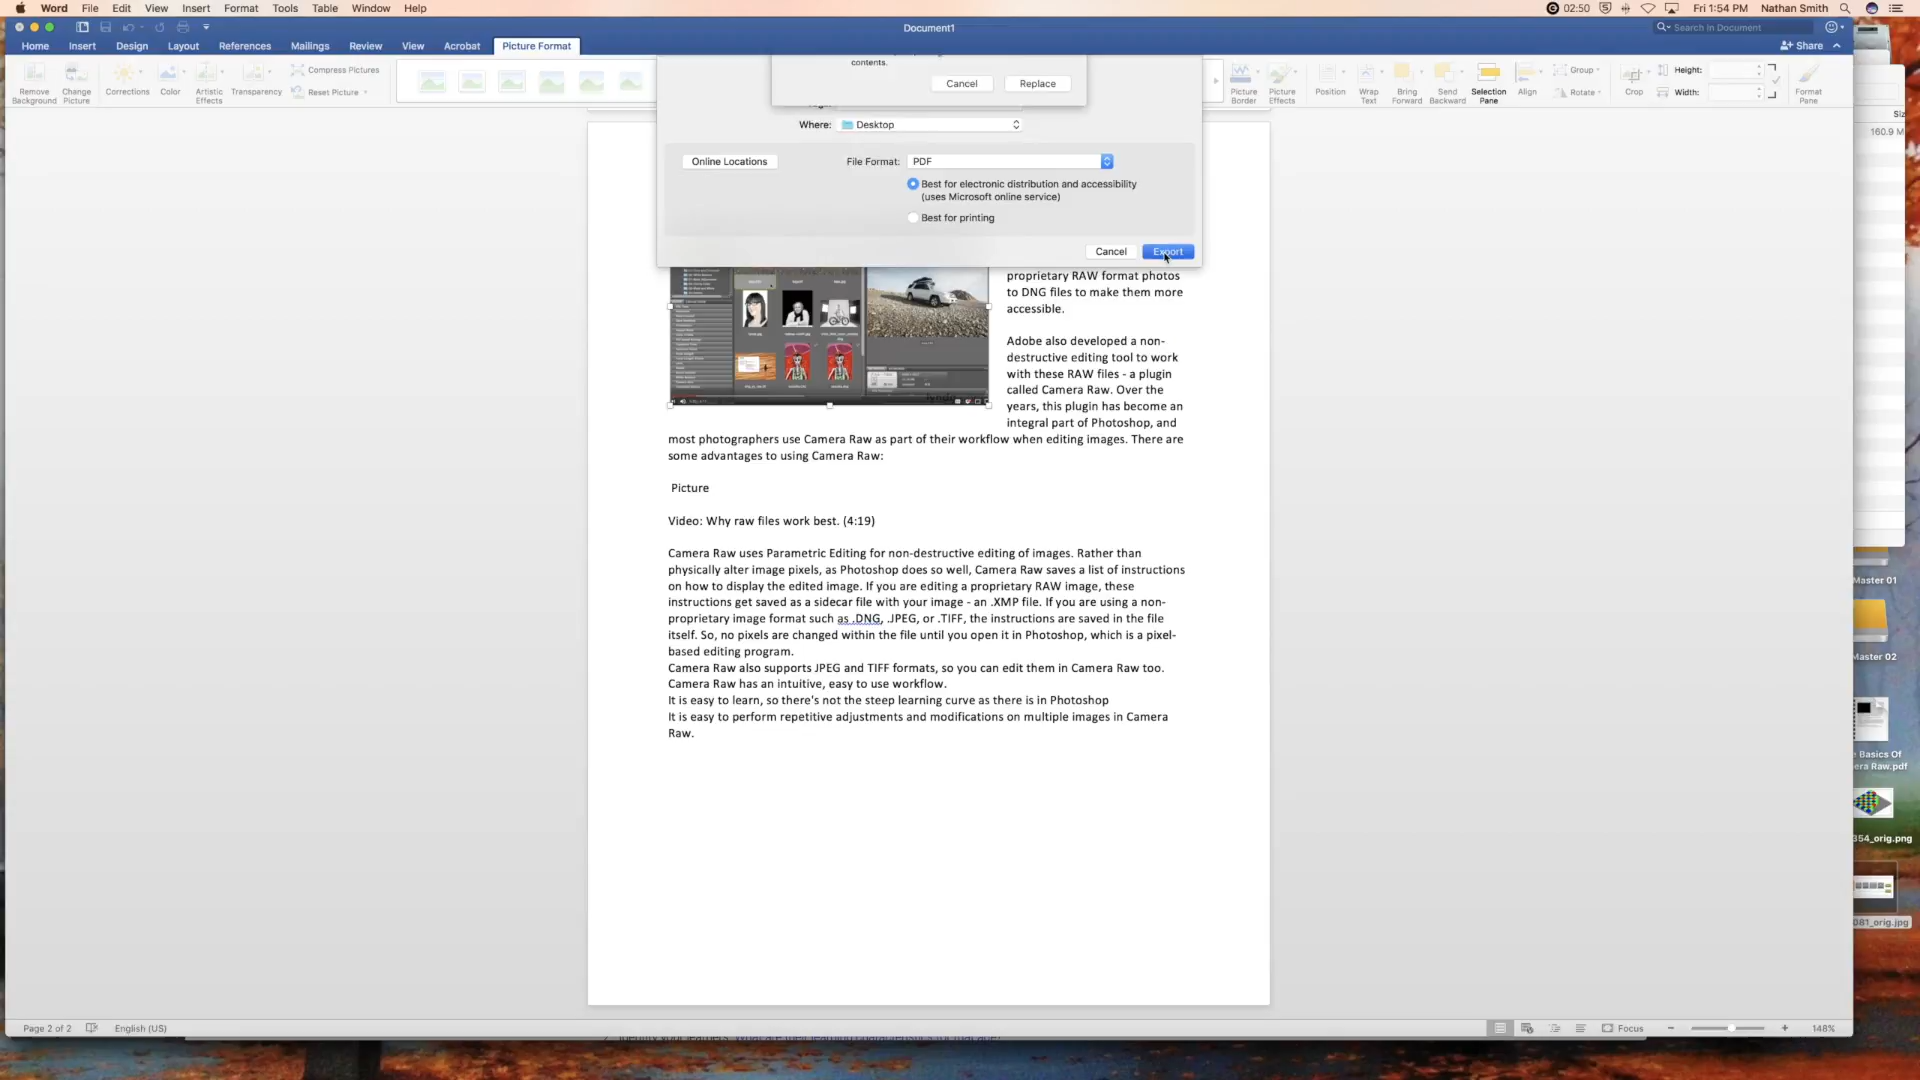 Word File Edit View Insert Format Tools Table Window Help
02:50 Fri 1:54 PM Nathan Smith
Document1
Search in Document
Home Insert Design Layout References Mailings Review View Acrobat Picture Format
Share
Remove Background
Change Picture
Corrections
Color
Artistic Effects
Transparency
Compress Pictures
Reset Picture
Picture Border
Picture Effects
Position
Wrap Text
Bring Forward
Send Backward
Selection Pane
Align
Group
Rotate
Crop
Height:
Width:
Format Pane
contents.
Cancel Replace
Where: Desktop
Online Locations
File Format: PDF
Best for electronic distribution and accessibility
(uses Microsoft online service)
Best for printing
Cancel Export
proprietary RAW format photos
to DNG files to make them more
accessible.
Adobe also developed a non-
destructive editing tool to work
with these RAW files - a plugin
called Camera Raw. Over the
years, this plugin has become an
integral part of Photoshop, and
most photographers use Camera Raw as part of their workflow when editing images. There are
some advantages to using Camera Raw:
Picture
Video: Why raw files work best. (4:19)
Camera Raw uses Parametric Editing for non-destructive editing of images. Rather than
physically alter image pixels, as Photoshop does so well, Camera Raw saves a list of instructions
on how to display the edited image. If you are editing a proprietary RAW image, these
instructions get saved as a sidecar file with your image - an .XMP file. If you are using a non-
proprietary image format such as .DNG, .JPEG, or .TIFF, the instructions are saved in the file
itself. So, no pixels are changed within the file until you open it in Photoshop, which is a pixel-
based editing program.
Camera Raw also supports JPEG and TIFF formats, so you can edit them in Camera Raw too.
Camera Raw has an intuitive, easy to use workflow.
It is easy to learn, so there's not the steep learning curve as there is in Photoshop
It is easy to perform repetitive adjustments and modifications on multiple images in Camera
Raw.
Siz
160.9 M
Master 01
Master 02
Basics Of
era Raw.pdf
354_orig.png
081_orig.jpg
Page 2 of 2 English (US)
Focus 148%